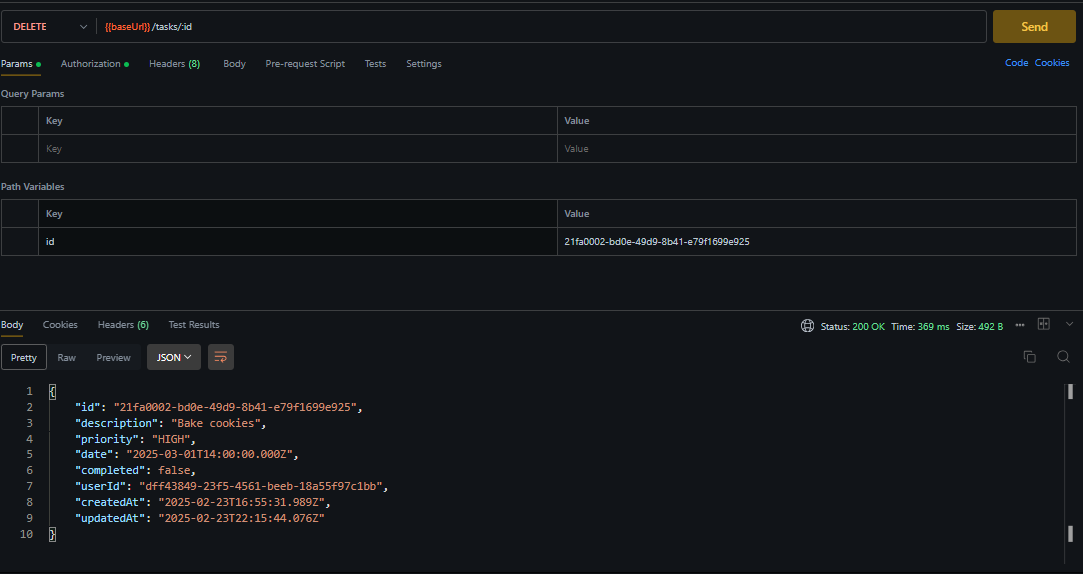 DELETE {{baseUrl}}/tasks/:id Send
Params Authorization Headers (8) Body Pre-request Script Tests Settings Code Cookies
Query Params
Key Value
Key Value
Path Variables
Key Value
id 21fa0002-bd0e-49d9-8b41-e79f1699e925
Body Cookies Headers (6) Test Results Status: 200 OK Time: 369 ms Size: 492 B
Pretty Raw Preview JSON
1 {
2 "id": "21fa0002-bd0e-49d9-8b41-e79f1699e925",
3 "description": "Bake cookies",
4 "priority": "HIGH",
5 "date": "2025-03-01T14:00:00.000Z",
6 "completed": false,
7 "userId": "dff43849-23f5-4561-beeb-18a55f97c1bb",
8 "createdAt": "2025-02-23T16:55:31.989Z",
9 "updatedAt": "2025-02-23T22:15:44.076Z"
10 }